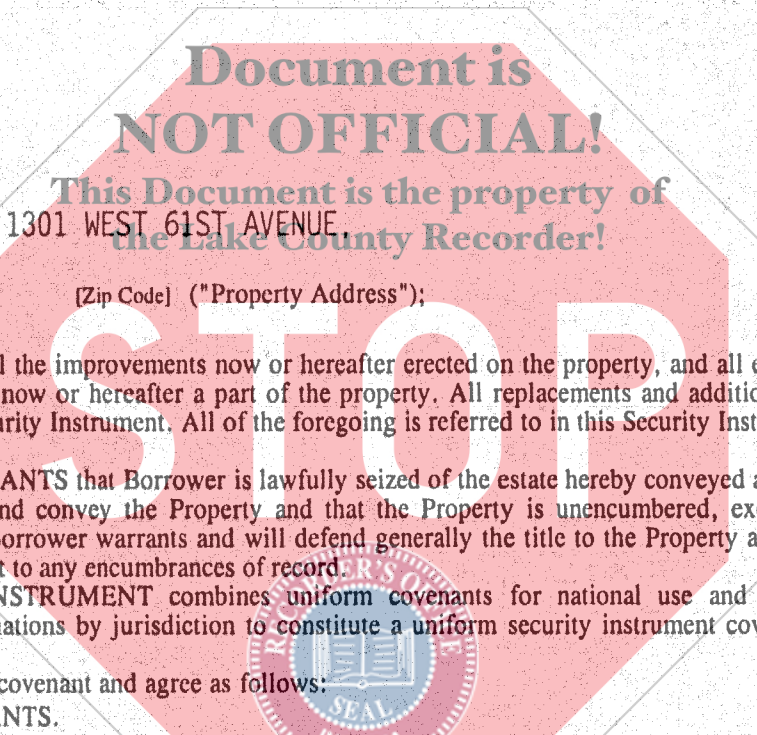 Document is
NOT OFFICIAL!
This Document is the property of
the Lake County Recorder!
1301 WEST 61ST AVENUE,
[Zip Code] ("Property Address");
STOP
l the improvements now or hereafter erected on the property, and all e
now or hereafter a part of the property. All replacements and additio
urity Instrument. All of the foregoing is referred to in this Security Inst
ANTS that Borrower is lawfully seized of the estate hereby conveyed a
nd convey the Property and that the Property is unencumbered, ex
orrower warrants and will defend generally the title to the Property a
t to any encumbrances of record.
NSTRUMENT combines uniform covenants for national use and
iations by jurisdiction to constitute a uniform security instrument cov
covenant and agree as follows:
ANTS.
RECORDER'S OFFICE
SEAL